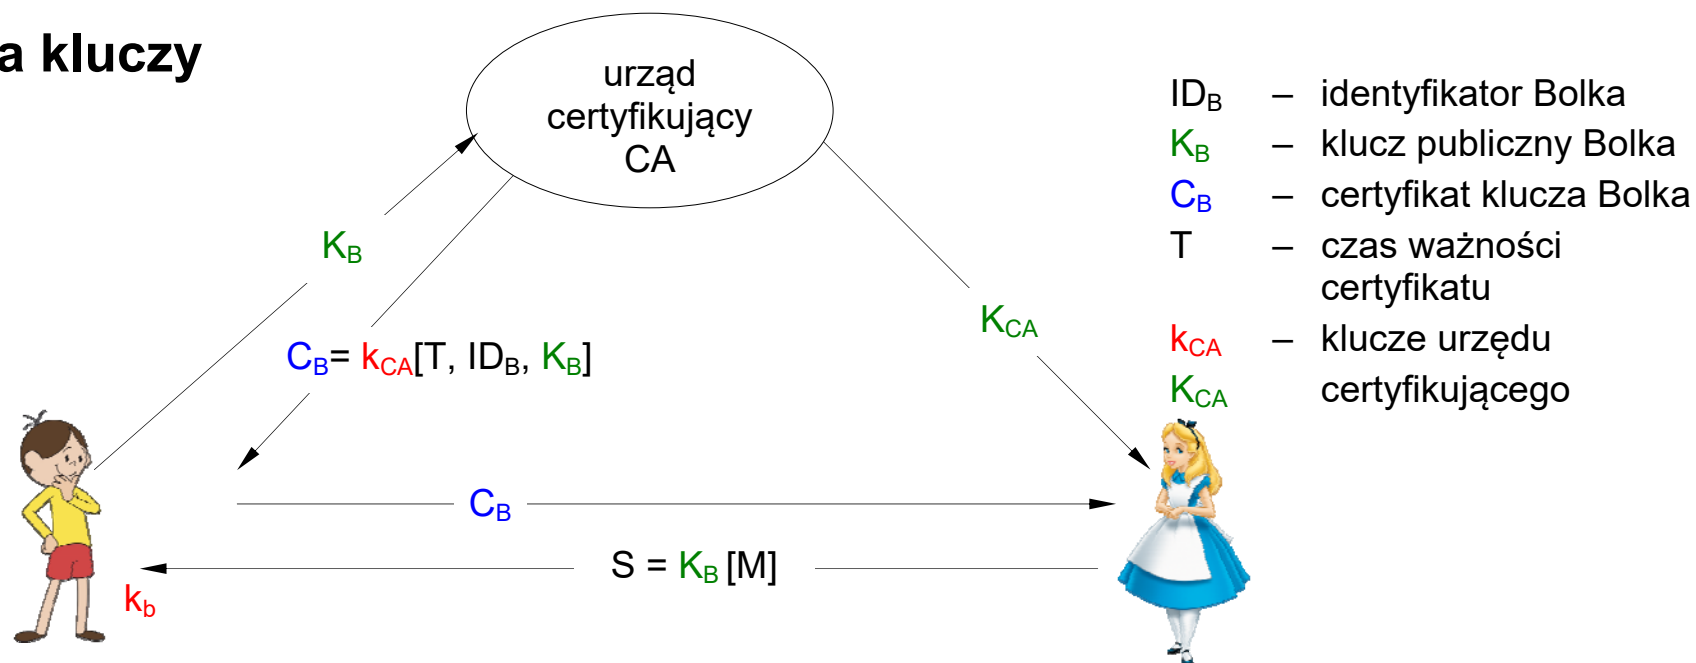 a kluczy
urząd
certyfikujący
CA
K_B
C_B= k_CA[T, ID_B, K_B]
K_CA
C_B
S = K_B [M]
k_b
ID_B – identyfikator Bolka
K_B – klucz publiczny Bolka
C_B – certyfikat klucza Bolka
T – czas ważności
certyfikatu
k_CA – klucze urzędu
K_CA certyfikującego